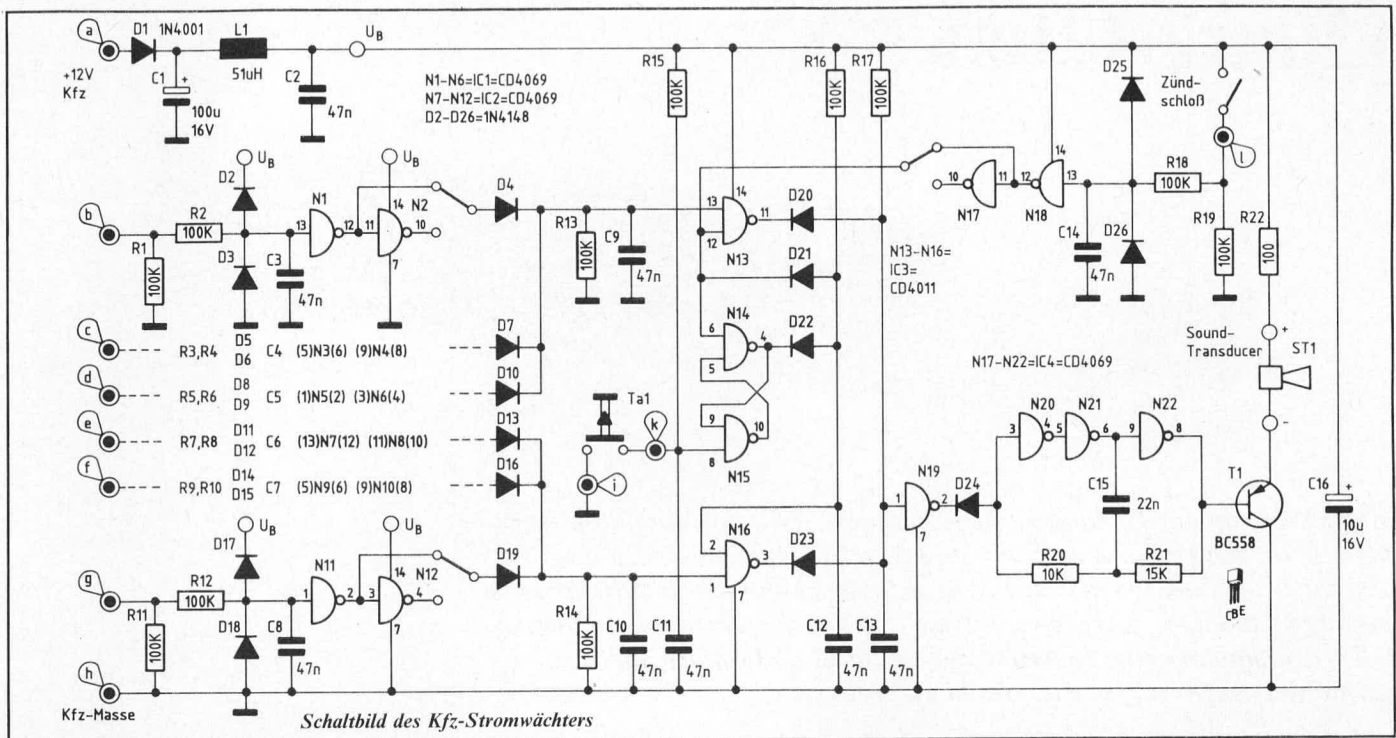 a
D1 1N4001
L1
51uH
UB
+12V
Kfz
C1
100u
16V
C2
47n
N1–N6=IC1=CD4069
N7–N12=IC2=CD4069
D2–D26=1N4148
R15
100K
R16
100K
R17
100K
D25
Zünd-
schloß
l
b
R1
100K
R2
100K
UB
D2
D3
C3
47n
13
N1
12
UB
11
14
N2
10
7
D4
R13
100K
C9
47n
13
12
14
11
N13
D20
D21
10
N17
11
12
N18
14
13
C14
47n
D26
R18
100K
R19
100K
R22
100
N13–N16=
IC3=
CD4011
c
R3,R4
D5
D6
C4
(5)N3(6)
(9)N4(8)
D7
d
R5,R6
D8
D9
C5
(1)N5(2)
(3)N6(4)
D10
e
R7,R8
D11
D12
C6
(13)N7(12)
(11)N8(10)
D13
f
R9,R10
D14
D15
C7
(5)N9(6)
(9)N10(8)
D16
Ta1
k
i
N14
6
5
4
D22
9
8
10
N15
Sound-
Transducer
+
ST1
-
N17–N22=IC4=CD4069
N20
3
4
N21
5
6
N22
9
8
C15
22n
R20
10K
R21
15K
T1
BC558
CBE
C16
+
10u
16V
g
R11
100K
R12
100K
UB
D17
D18
C8
47n
N11
1
2
UB
3
14
N12
4
7
D19
R14
100K
C10
47n
C11
47n
2
1
N16
3
7
D23
C12
47n
C13
47n
1
N19
2
7
D24
h
Kfz-Masse
Schaltbild des Kfz-Stromwächters